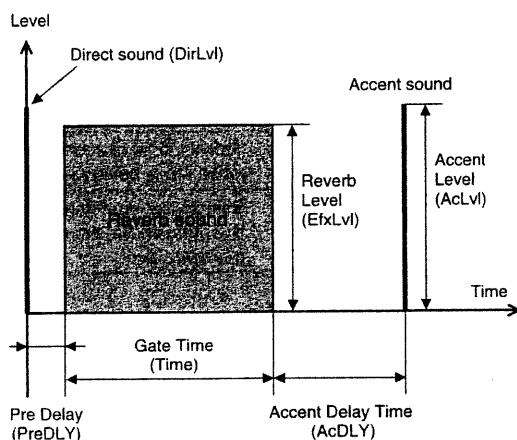 Level
Direct sound (DirLvl)
Accent sound
Reverb sound
Reverb
Level
(EfxLvl)
Accent
Level
(AcLvl)
Time
Gate Time
(Time)
Pre Delay
(PreDLY)
Accent Delay Time
(AcDLY)